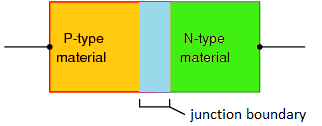 P-type
material
N-type
material
junction boundary